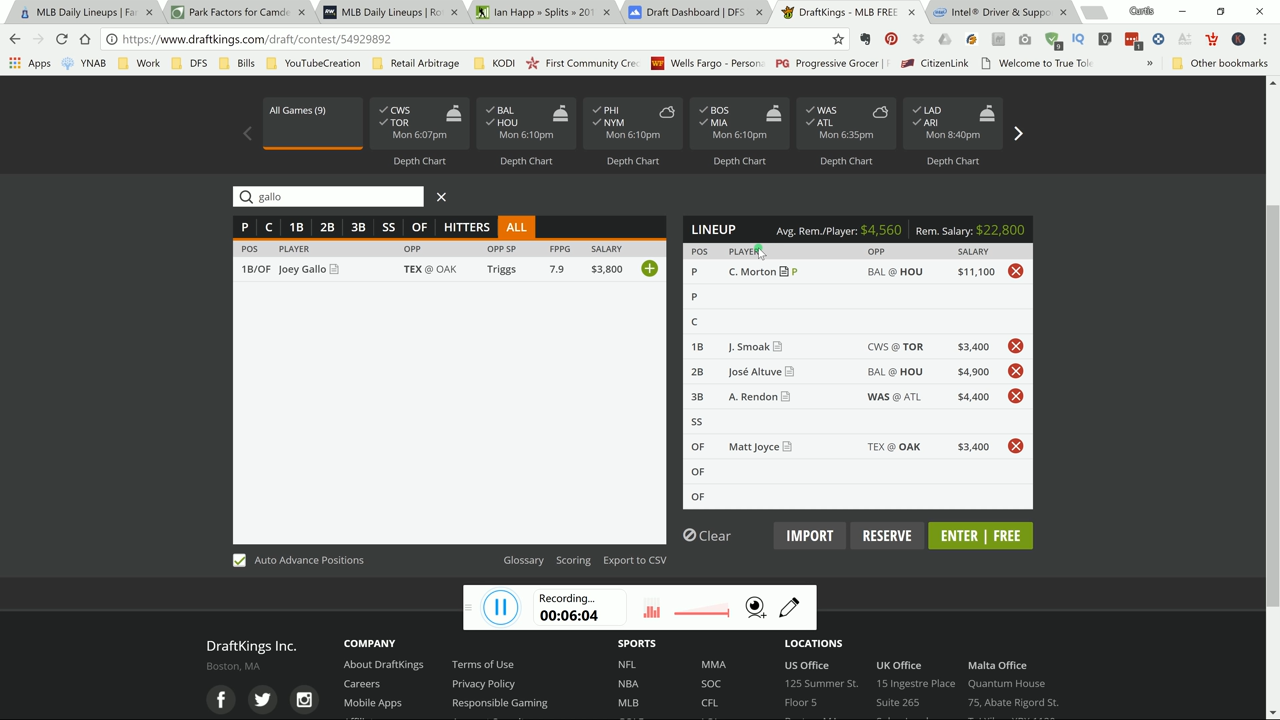 MLB Daily Lineups | Fan
Park Factors for Camde
MLB Daily Lineups | Ro
Ian Happ » Splits » 201
Draft Dashboard | DFS
DraftKings - MLB FREE
Intel® Driver & Suppo
Curtis
https://www.draftkings.com/draft/contest/54929892
9 1
Apps YNAB Work DFS Bills YouTubeCreation Retail Arbitrage KODI First Community Cre Wells Fargo - Persona PG Progressive Grocer | CitizenLink Welcome to True Tole » Other bookmarks
All Games (9)
CWS
TOR
Mon 6:07pm
Depth Chart
BAL
HOU
Mon 6:10pm
Depth Chart
PHI
NYM
Mon 6:10pm
Depth Chart
BOS
MIA
Mon 6:10pm
Depth Chart
WAS
ATL
Mon 6:35pm
Depth Chart
LAD
ARI
Mon 8:40pm
Depth Chart
gallo
P C 1B 2B 3B SS OF HITTERS ALL
POS PLAYER OPP OPP SP FPPG SALARY
1B/OF Joey Gallo TEX @ OAK Triggs 7.9 $3,800
LINEUP Avg. Rem./Player: $4,560 Rem. Salary: $22,800
POS PLAYER OPP SALARY
P C. Morton P BAL @ HOU $11,100
P
C
1B J. Smoak CWS @ TOR $3,400
2B José Altuve BAL @ HOU $4,900
3B A. Rendon WAS @ ATL $4,400
SS
OF Matt Joyce TEX @ OAK $3,400
OF
OF
Clear IMPORT RESERVE ENTER | FREE
Auto Advance Positions Glossary Scoring Export to CSV
Recording...
00:06:04
DraftKings Inc.
Boston, MA
COMPANY
About DraftKings Terms of Use
Careers Privacy Policy
Mobile Apps Responsible Gaming
SPORTS
NFL MMA
NBA SOC
MLB CFL
LOCATIONS
US Office UK Office Malta Office
125 Summer St. 15 Ingestre Place Quantum House
Floor 5 Suite 265 75, Abate Rigord St.